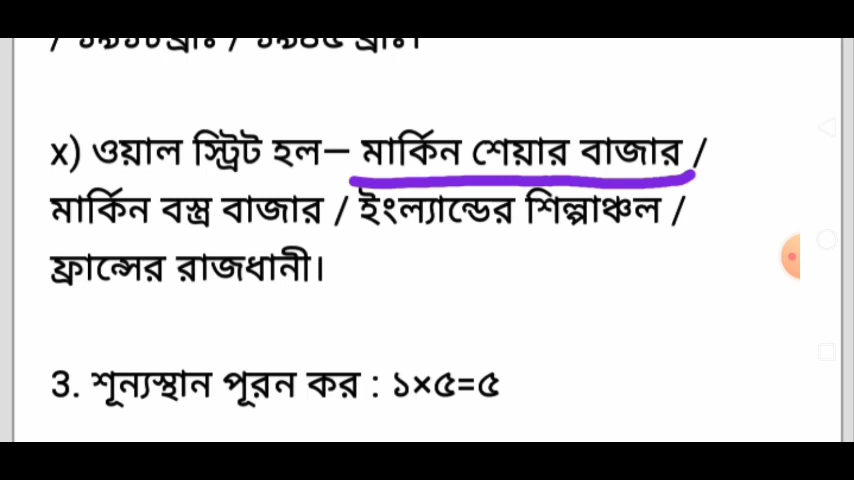 x) ওয়াল স্ট্রিট হল— মার্কিন শেয়ার বাজার /
মার্কিন বস্ত্র বাজার / ইংল্যান্ডের শিল্পাঞ্চল /
ফ্রান্সের রাজধানী।
3. শূন্যস্থান পূরন কর : ১×৫=৫